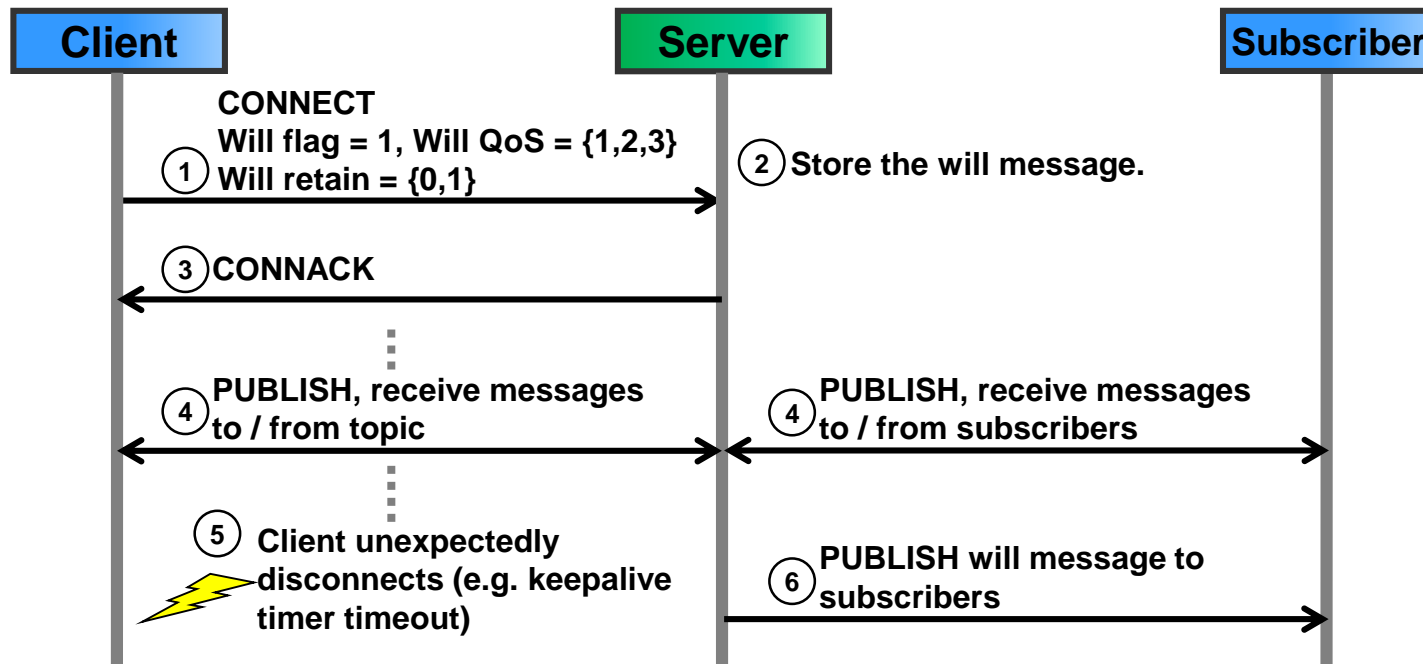 Client
Server
Subscriber
CONNECT
Will flag = 1, Will QoS = {1,2,3}
1
Will retain = {0,1}
2 Store the will message.
3 CONNACK
4 PUBLISH, receive messages
to / from topic
4 PUBLISH, receive messages
to / from subscribers
5 Client unexpectedly
disconnects (e.g. keepalive
timer timeout)
6 PUBLISH will message to
subscribers